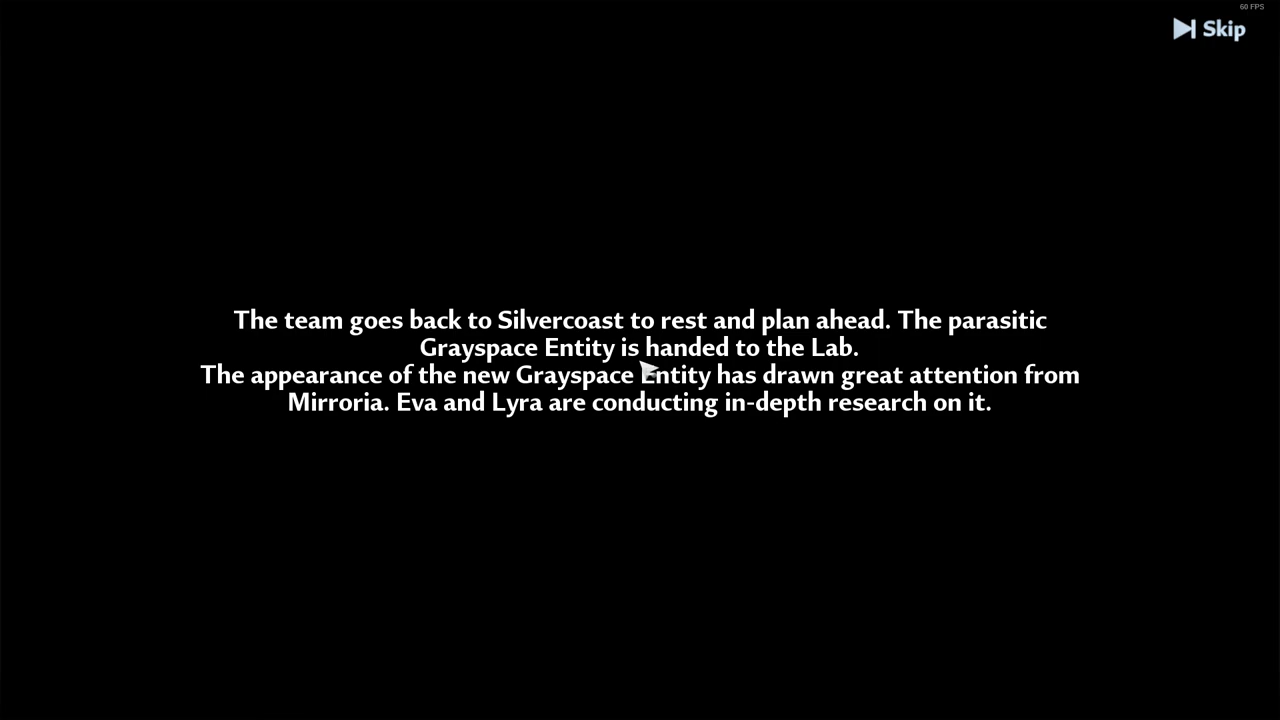 60 FPS
Skip
The team goes back to Silvercoast to rest and plan ahead. The parasitic
Grayspace Entity is handed to the Lab.
The appearance of the new Grayspace Entity has drawn great attention from
Mirroria. Eva and Lyra are conducting in-depth research on it.